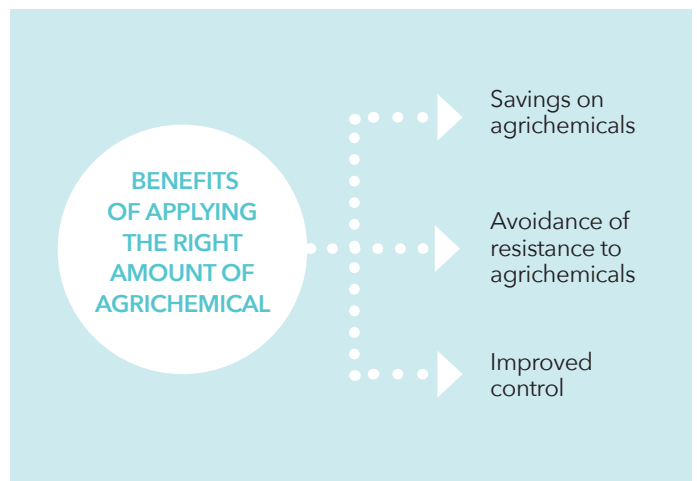 BENEFITS
OF APPLYING
THE RIGHT
AMOUNT OF
AGRICHEMICAL
Savings on
agrichemicals
Avoidance of
resistance to
agrichemicals
Improved
control